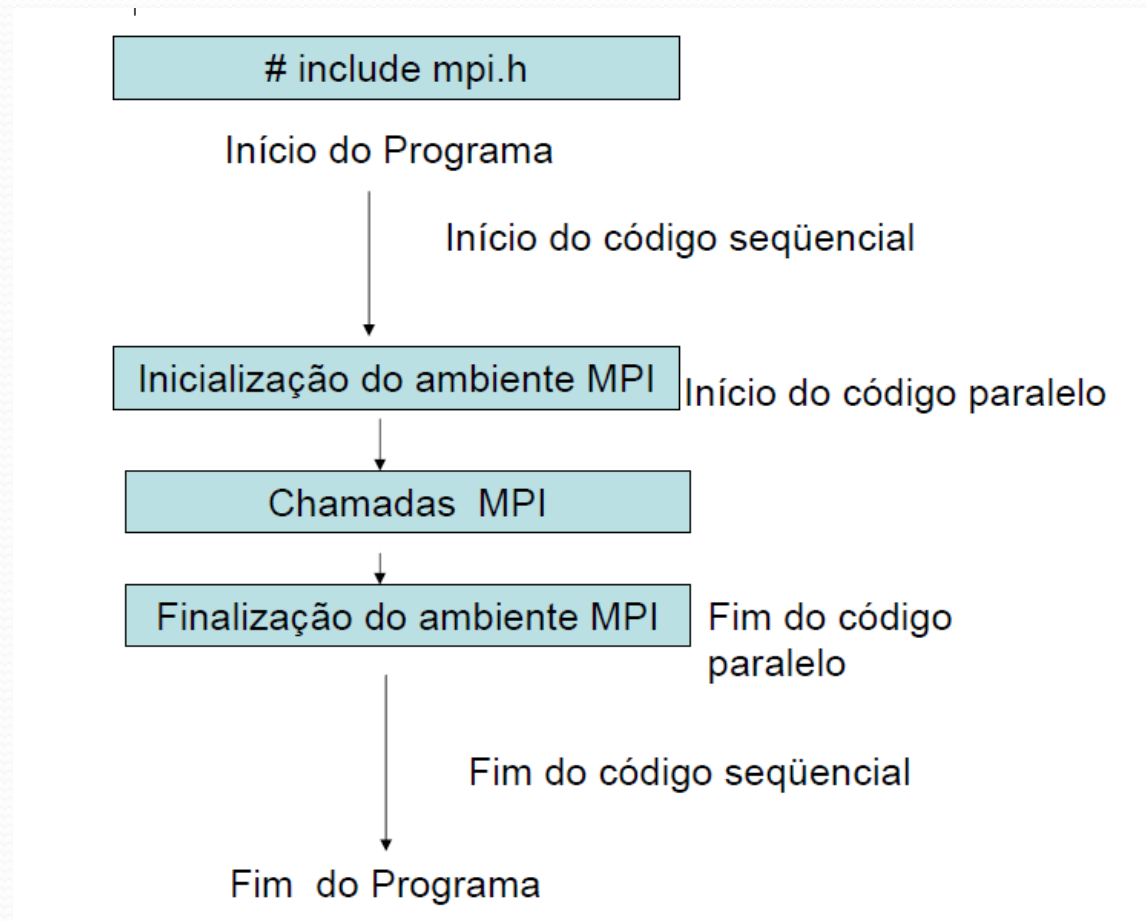 # include mpi.h
Início do Programa
Início do código seqüencial
Inicialização do ambiente MPI
Início do código paralelo
Chamadas MPI
Finalização do ambiente MPI
Fim do código
paralelo
Fim do código seqüencial
Fim do Programa